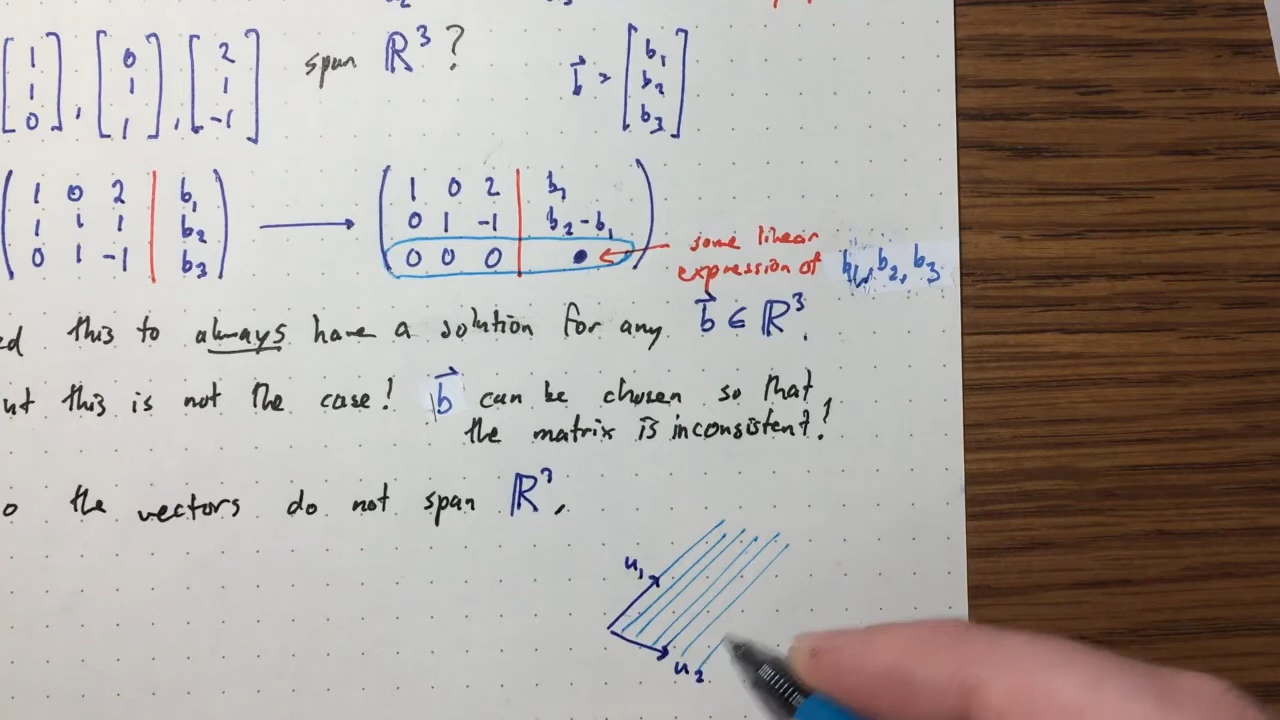 [1 1 0], [0 1 1], [2 1 -1] span ℝ³? b⃗ = [b₁ b₂ b₃]
(1 0 2 | b₁) → (1 0 2 | b₁)
(1 1 1 | b₂) (0 1 -1 | b₂ - b₁)
(0 1 -1 | b₃) (0 0 0 | •) ← some linear
expression of b₁, b₂, b₃
this to always have a solution for any b⃗ ∈ ℝ³.
this is not the case! b⃗ can be chosen so that
the matrix is inconsistent!
the vectors do not span ℝ³.
u₁
u₂